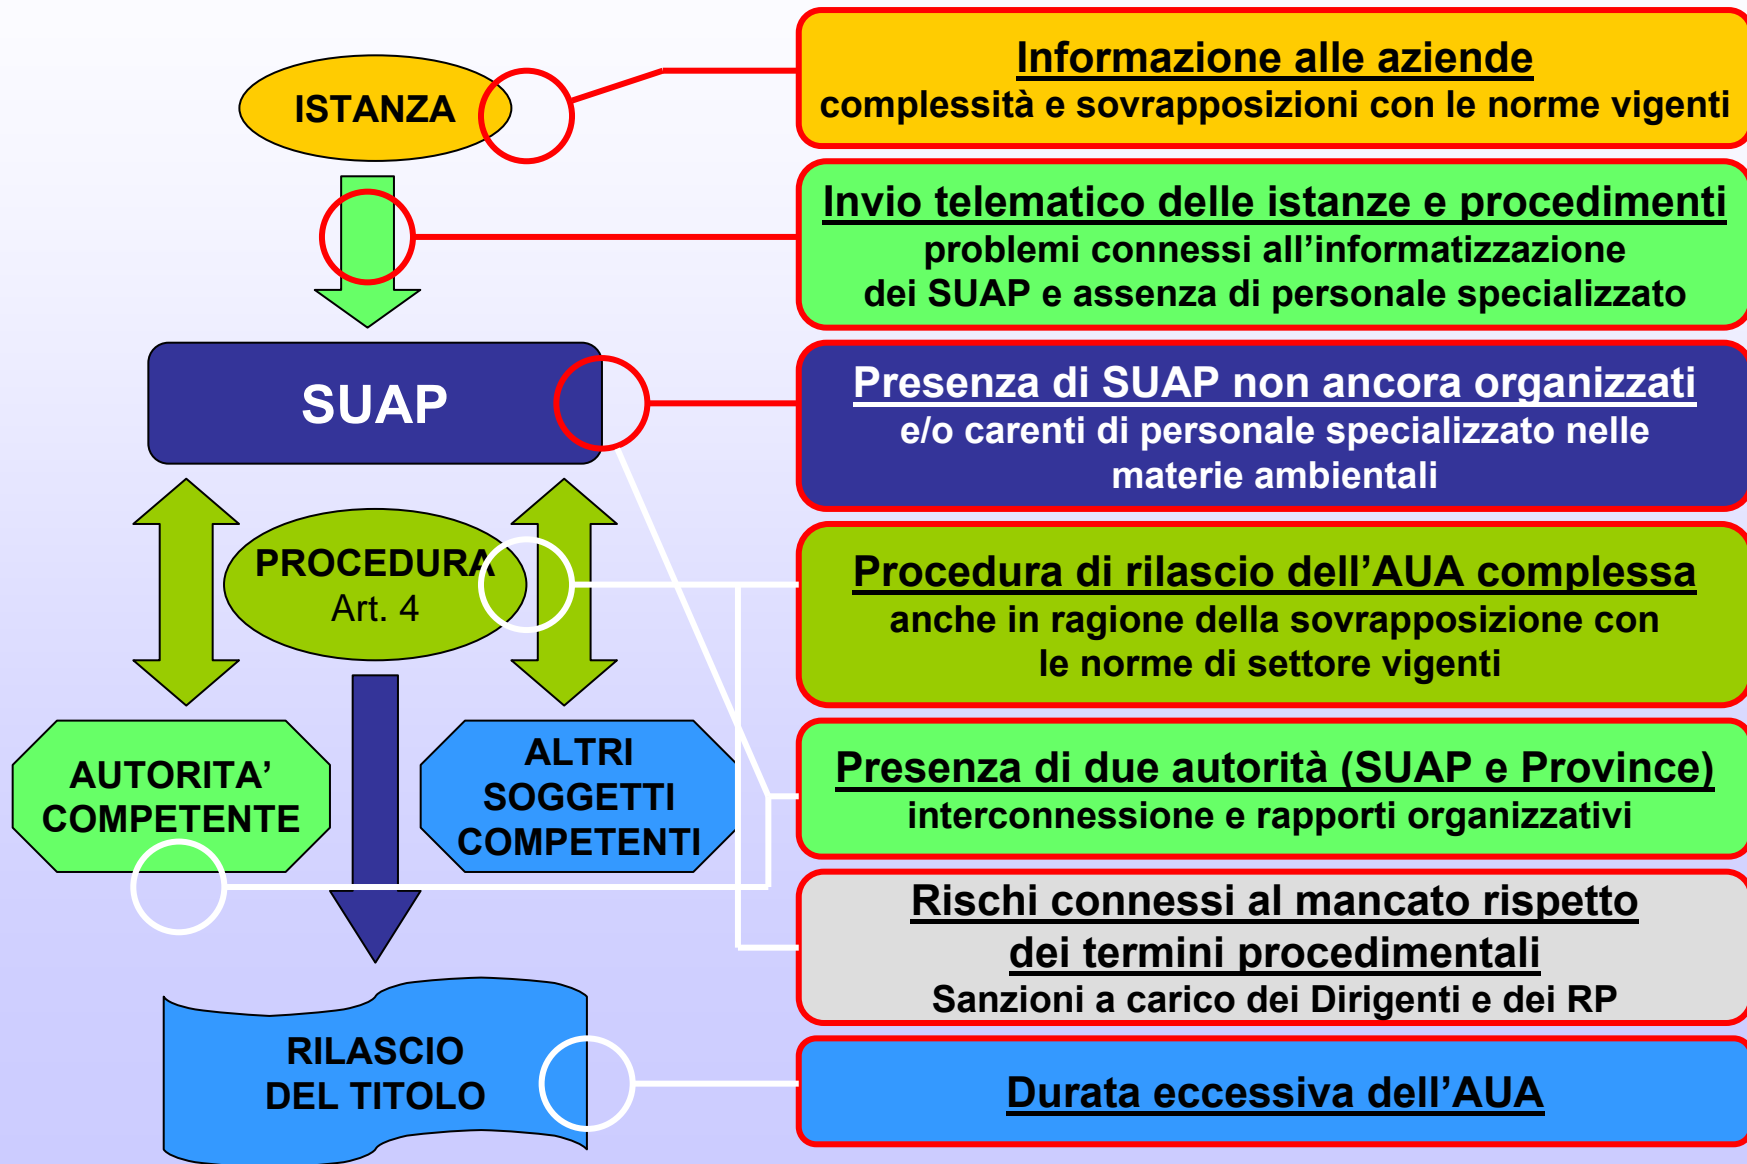 ISTANZA
SUAP
PROCEDURA
Art. 4
AUTORITA’
COMPETENTE
ALTRI
SOGGETTI
COMPETENTI
RILASCIO
DEL TITOLO
Informazione alle aziende
complessità e sovrapposizioni con le norme vigenti
Invio telematico delle istanze e procedimenti
problemi connessi all’informatizzazione
dei SUAP e assenza di personale specializzato
Presenza di SUAP non ancora organizzati
e/o carenti di personale specializzato nelle
materie ambientali
Procedura di rilascio dell’AUA complessa
anche in ragione della sovrapposizione con
le norme di settore vigenti
Presenza di due autorità (SUAP e Province)
interconnessione e rapporti organizzativi
Rischi connessi al mancato rispetto
dei termini procedimentali
Sanzioni a carico dei Dirigenti e dei RP
Durata eccessiva dell’AUA